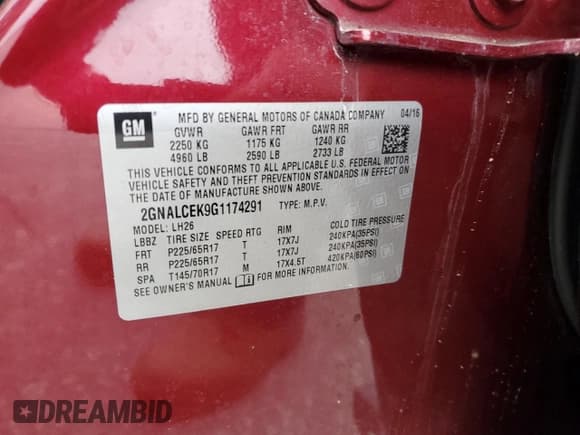 GM
MFD BY GENERAL MOTORS OF CANADA COMPANY 04/16
GVWR GAWR FRT GAWR RR
2250 KG 1175 KG 1240 KG
4960 LB 2590 LB 2733 LB
THIS VEHICLE CONFORMS TO ALL APPLICABLE U.S. FEDERAL MOTOR
VEHICLE SAFETY AND THEFT PREVENTION STANDARDS IN EFFECT ON
THE DATE OF MANUFACTURE SHOWN ABOVE.
2GNALCEK9G1174291 TYPE: M.P.V.
MODEL: LH26
LBBZ TIRE SIZE SPEED RTG RIM COLD TIRE PRESSURE
FRT P225/65R17 T 17X7J 240KPA(35PSI)
RR P225/65R17 T 17X7J 240KPA(35PSI)
SPA T145/70R17 M 17X4.5T 420KPA(60PSI)
SEE OWNER'S MANUAL FOR MORE INFORMATION.
DREAMBID